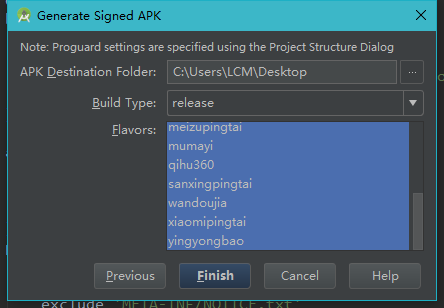 Generate Signed APK
Note: Proguard settings are specified using the Project Structure Dialog
APK Destination Folder: C:\Users\LCM\Desktop ...
Build Type: release
Flavors: meizupingtai
mumayi
qihu360
sanxingpingtai
wandoujia
xiaomipingtai
yingyongbao
Previous Finish Cancel Help
exclude 'META-INF/NOTICE.txt'